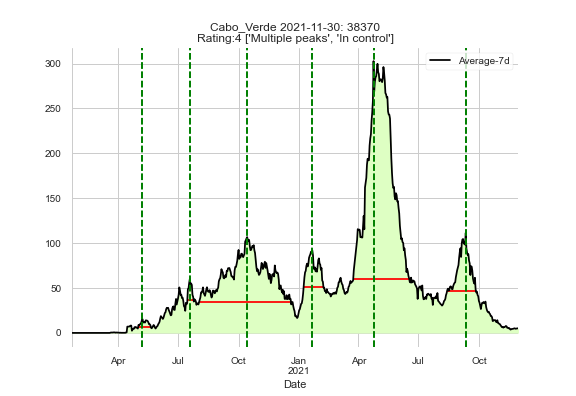 Cabo_Verde 2021-11-30: 38370
Rating:4 ['Multiple peaks', 'In control']
Average-7d
300
250
200
150
100
50
0
Apr
Jul
Oct
Jan
2021
Apr
Jul
Oct
Date